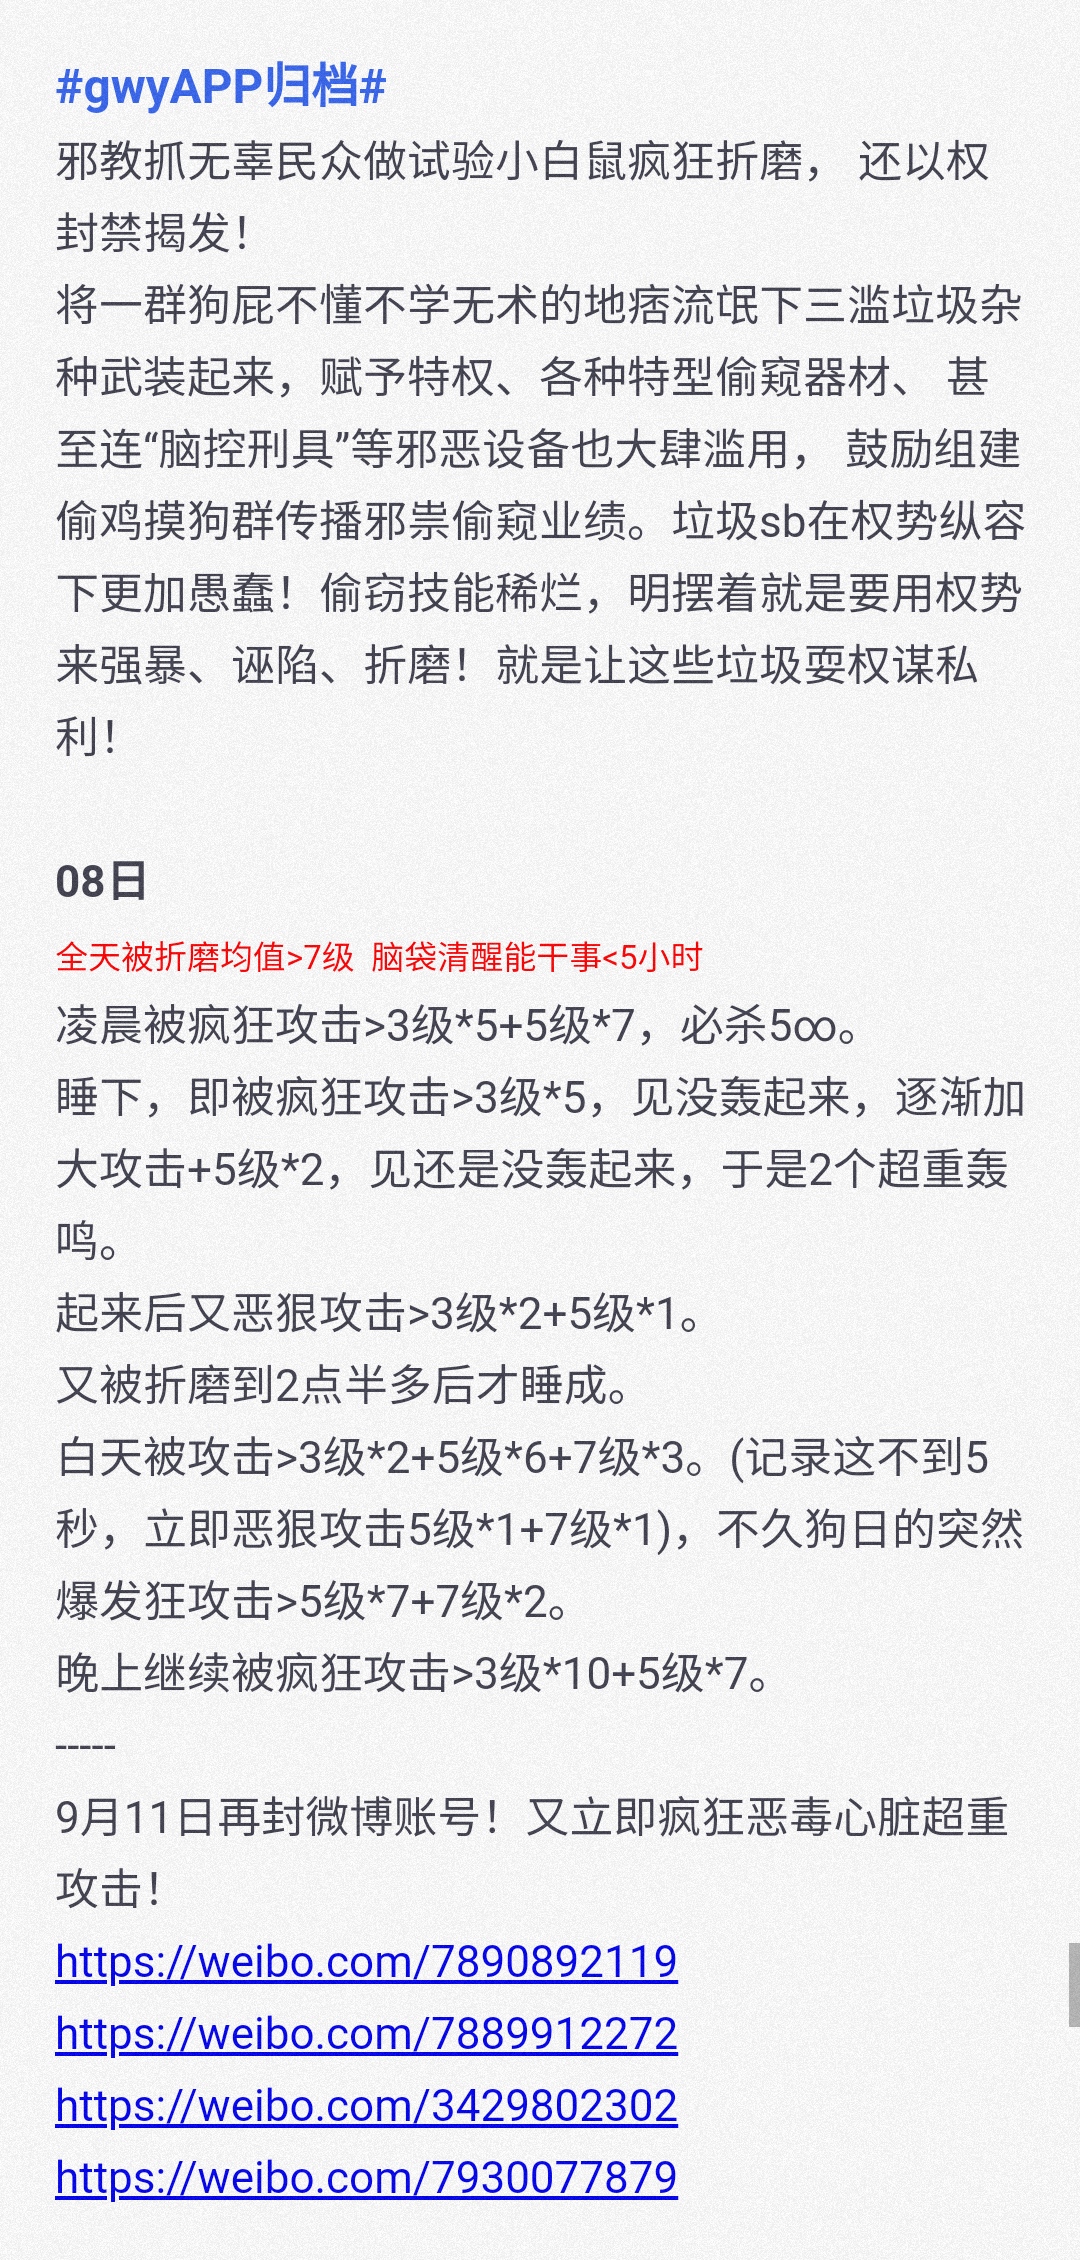 #gwyAPP归档#
邪教抓无辜民众做试验小白鼠疯狂折磨， 还以权
封禁揭发！
将一群狗屁不懂不学无术的地痞流氓下三滥垃圾杂
种武装起来，赋予特权、各种特型偷窥器材、 甚
至连“脑控刑具”等邪恶设备也大肆滥用， 鼓励组建
偷鸡摸狗群传播邪祟偷窥业绩。垃圾sb在权势纵容
下更加愚蠢！偷窃技能稀烂，明摆着就是要用权势
来强暴、诬陷、折磨！就是让这些垃圾耍权谋私
利！
08日
全天被折磨均值>7级 脑袋清醒能干事<5小时
凌晨被疯狂攻击>3级*5+5级*7，必杀5∞。
睡下，即被疯狂攻击>3级*5，见没轰起来，逐渐加
大攻击+5级*2，见还是没轰起来，于是2个超重轰
鸣。
起来后又恶狠攻击>3级*2+5级*1。
又被折磨到2点半多后才睡成。
白天被攻击>3级*2+5级*6+7级*3。(记录这不到5
秒，立即恶狠攻击5级*1+7级*1)，不久狗日的突然
爆发狂攻击>5级*7+7级*2。
晚上继续被疯狂攻击>3级*10+5级*7。
-----
9月11日再封微博账号！又立即疯狂恶毒心脏超重
攻击！
https://weibo.com/7890892119
https://weibo.com/7889912272
https://weibo.com/3429802302
https://weibo.com/7930077879